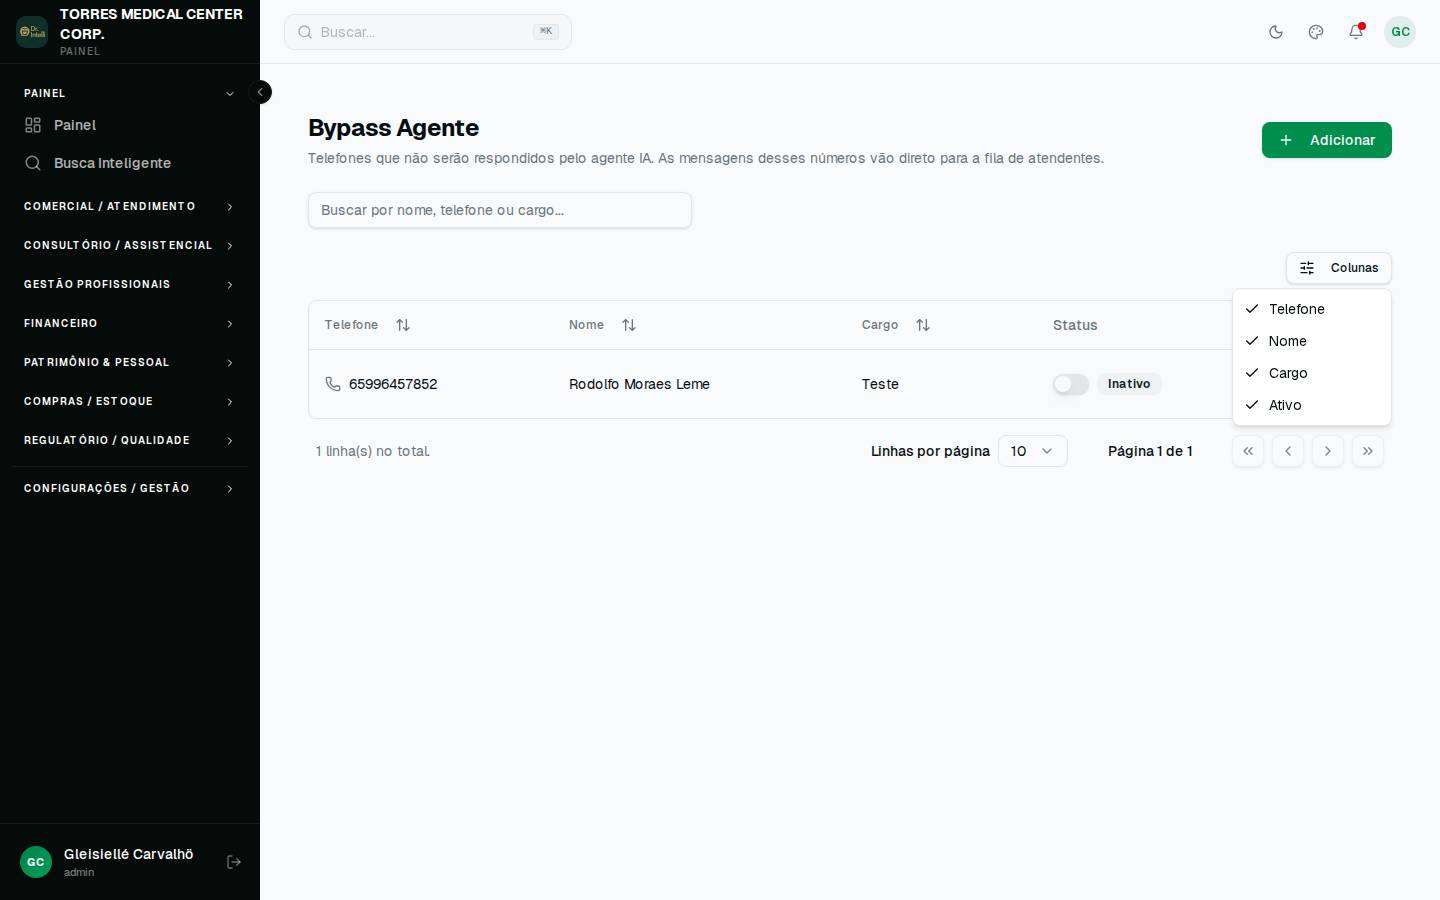 TORRES MEDICAL CENTER
CORP.
PAINEL
Buscar...
⌘K
GC
PAINEL
Painel
Busca Inteligente
COMERCIAL / ATENDIMENTO
CONSULTÓRIO / ASSISTENCIAL
GESTÃO PROFISSIONAIS
FINANCEIRO
PATRIMÔNIO & PESSOAL
COMPRAS / ESTOQUE
REGULATÓRIO / QUALIDADE
CONFIGURAÇÕES / GESTÃO
GC
Gleisiellé Carvalhö
admin
Bypass Agente
Telefones que não serão respondidos pelo agente IA. As mensagens desses números vão direto para a fila de atendentes.
Adicionar
Buscar por nome, telefone ou cargo...
Colunas
Telefone
Nome
Cargo
Ativo
Telefone Nome Cargo Status
65996457852 Rodolfo Moraes Leme Teste Inativo
1 linha(s) no total.
Linhas por página 10 Página 1 de 1